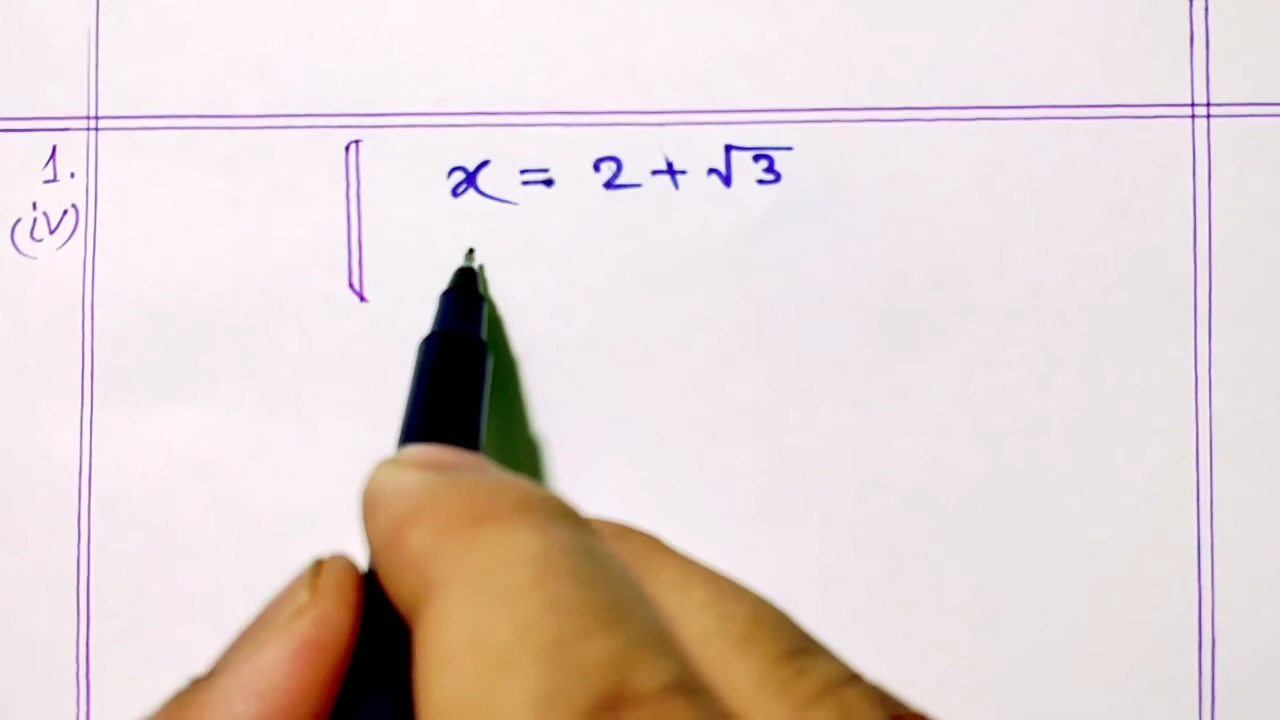 1.
(iv)
x = 2 + √3